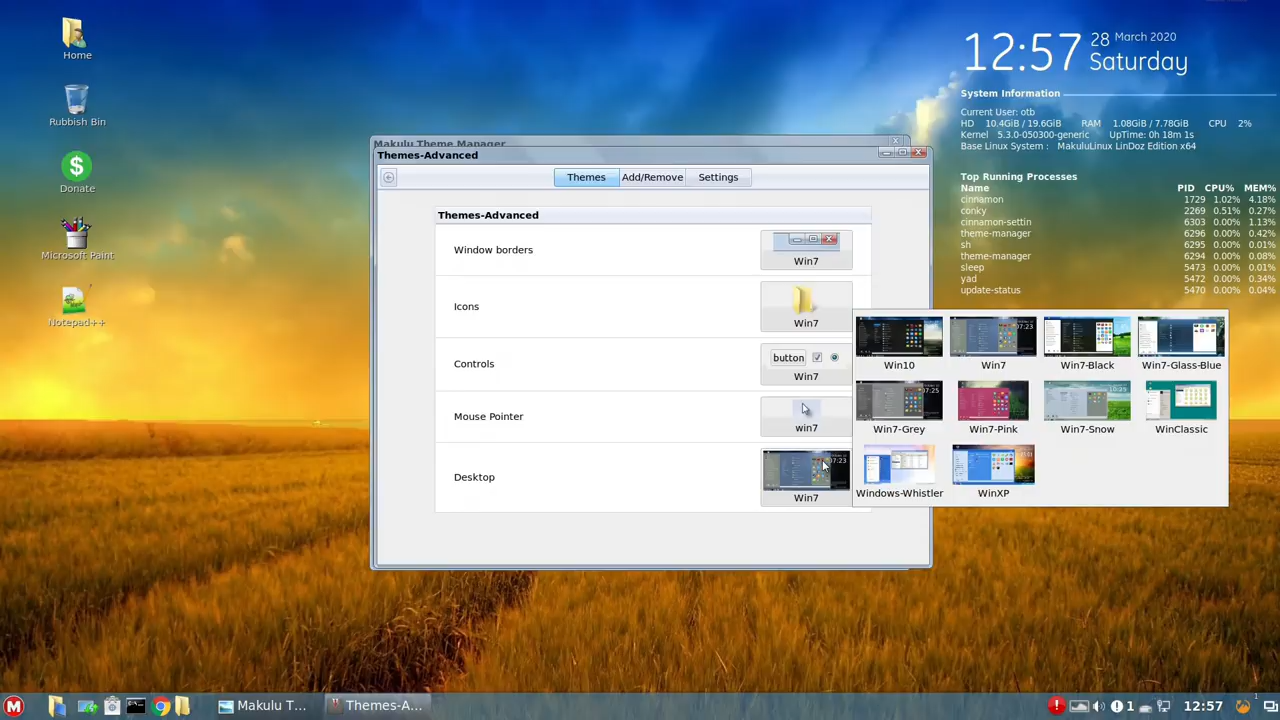 Home
Rubbish Bin
$
Donate
Microsoft Paint
Notepad++
12:57
28 March 2020
Saturday
System Information
Current User: otb
HD 10.4GiB / 19.6GiB RAM 1.08GiB / 7.78GiB CPU 2%
Kernel 5.3.0-050300-generic UpTime: 0h 18m 1s
Base Linux System : MakuluLinux LinDoz Edition x64
Top Running Processes
Name PID CPU% MEM%
cinnamon 1729 1.02% 4.18%
conky 2269 0.51% 0.27%
cinnamon-settin 6303 0.00% 1.13%
theme-manager 6296 0.00% 0.42%
sh 6295 0.00% 0.01%
theme-manager 6294 0.00% 0.08%
sleep 5473 0.00% 0.01%
yad 5472 0.00% 0.34%
update-status 5470 0.00% 0.04%
Makulu Theme Manager
Themes-Advanced
Themes Add/Remove Settings
Themes-Advanced
Window borders
Win7
Icons
Win7
Controls
button
Win7
Mouse Pointer
win7
Desktop
07:23
Win7
07:23
Win10 Win7 Win7-Black Win7-Glass-Blue
07:25
Win7-Grey Win7-Pink Win7-Snow WinClassic
Windows-Whistler WinXP
M
Makulu T...
Themes-A...
1
12:57
1